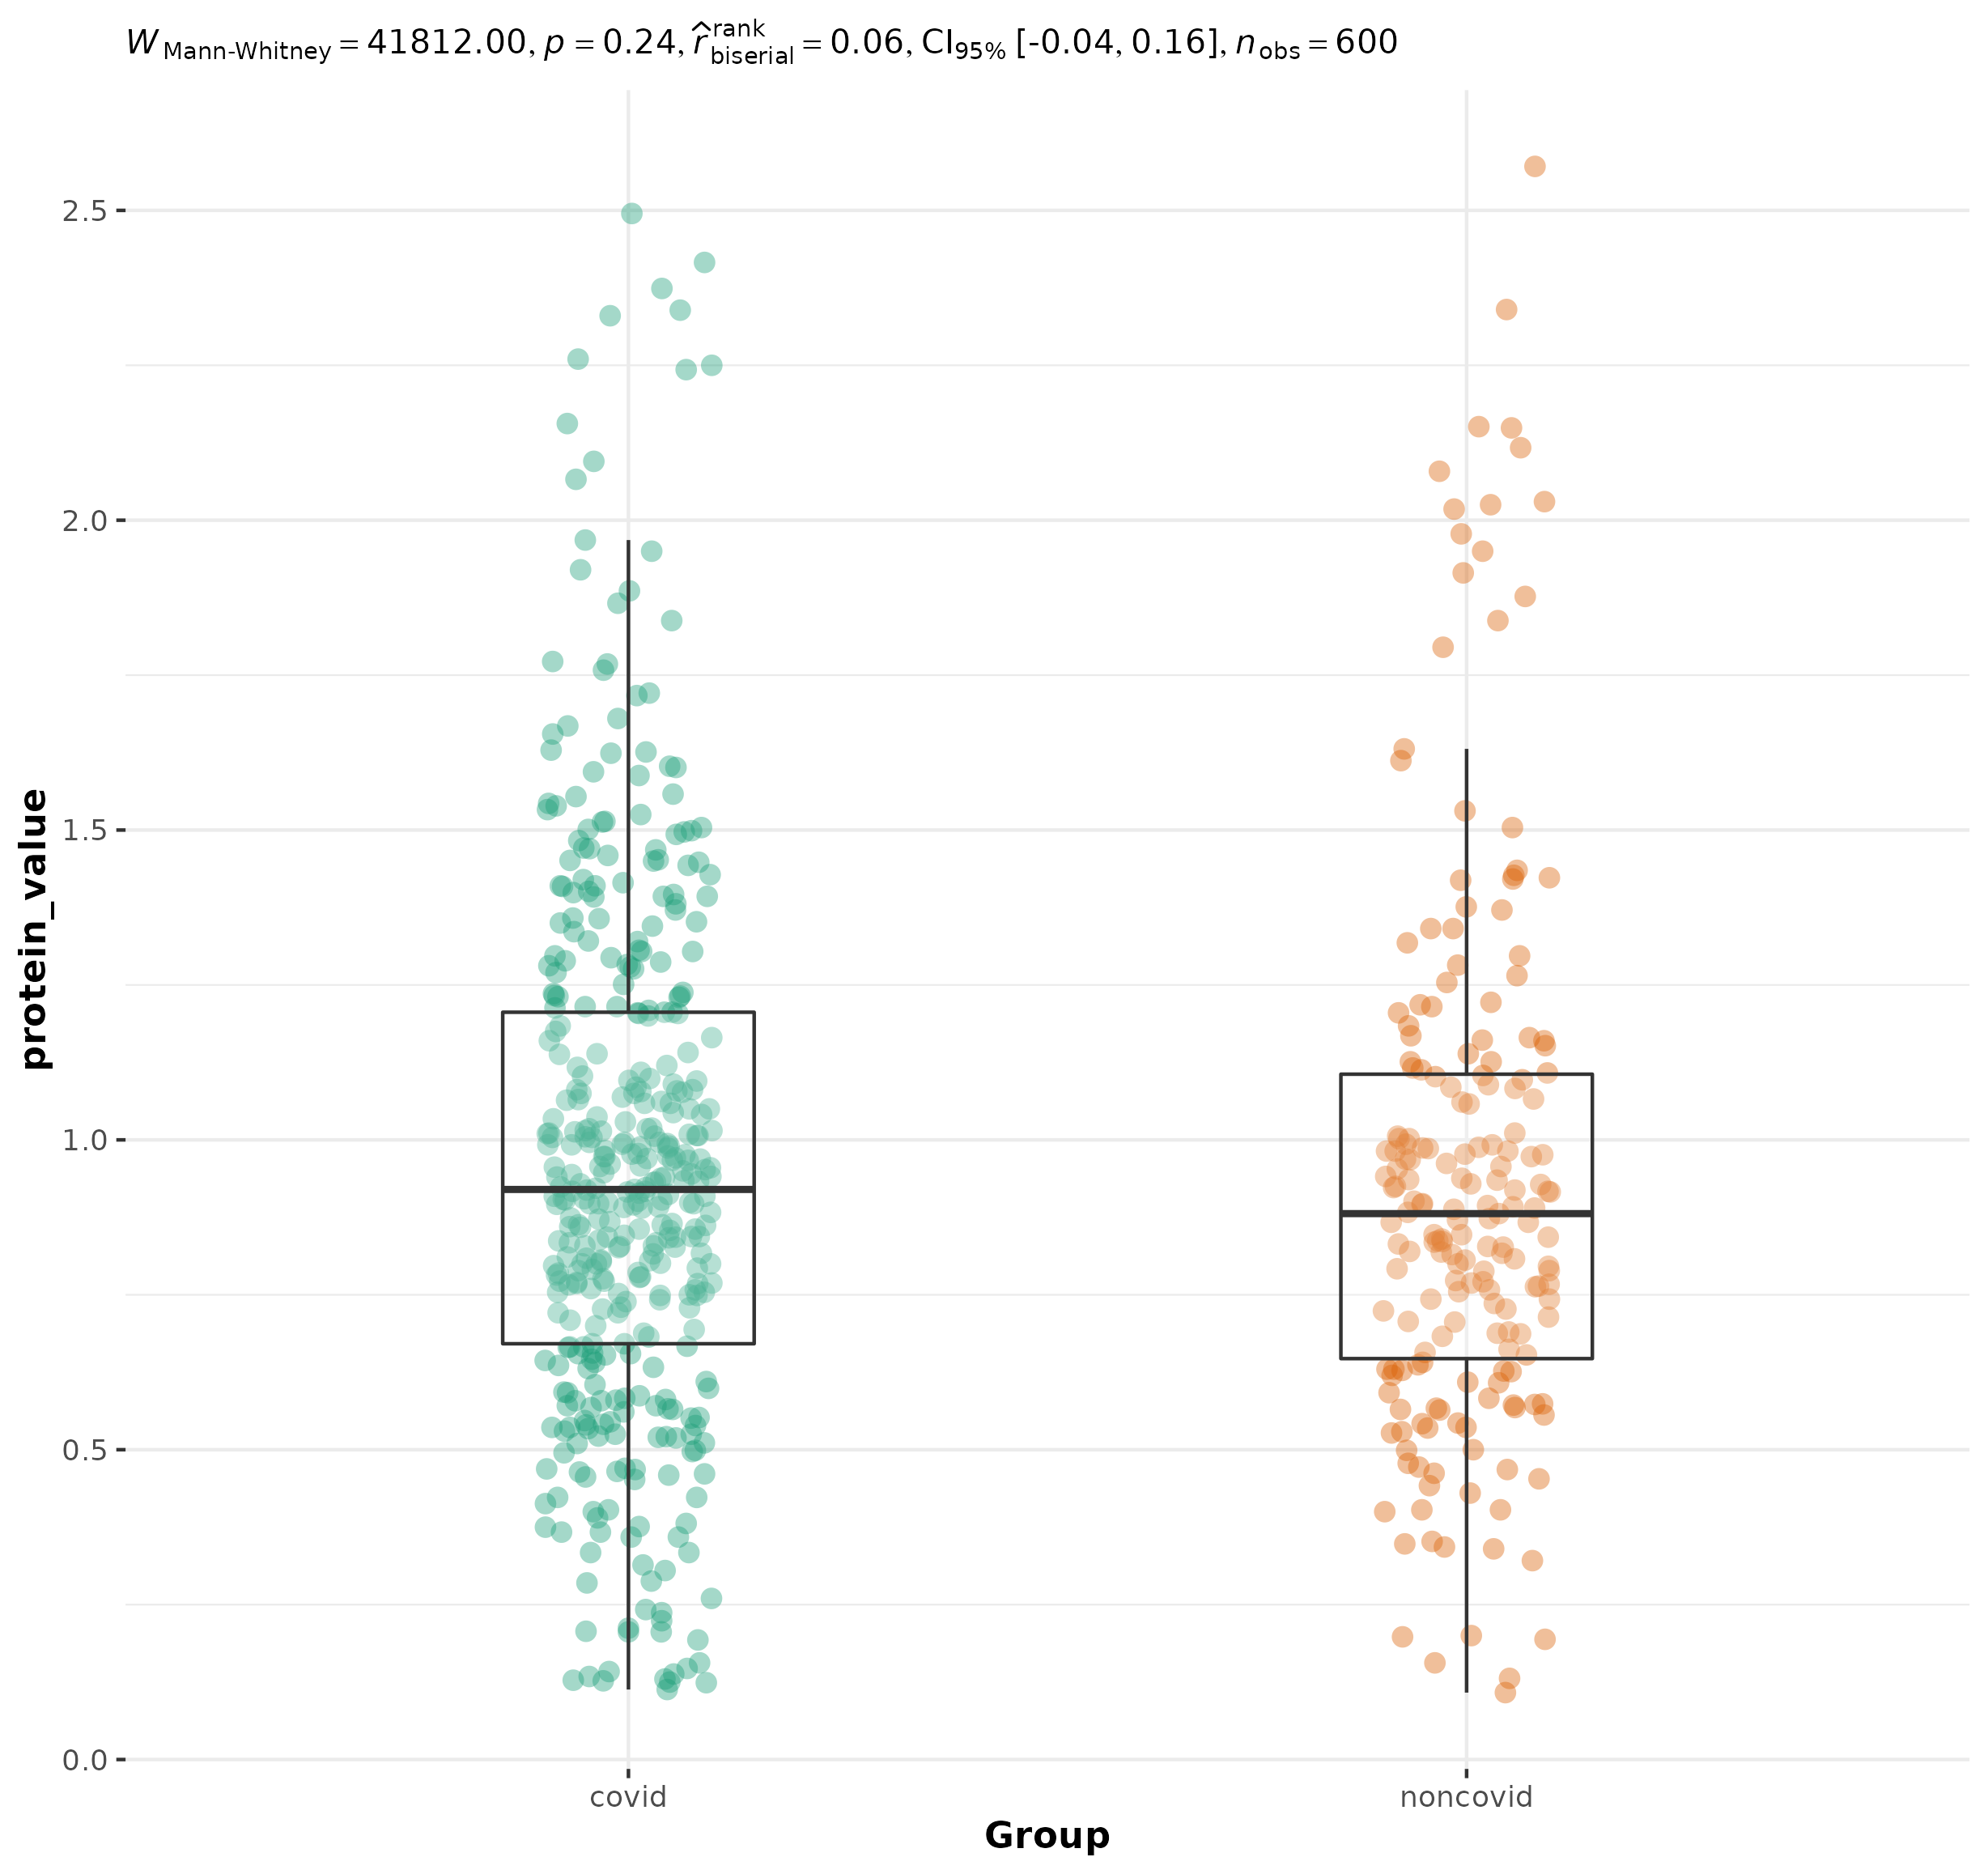 W Mann-Whitney = 41812.00, p = 0.24, r̂ rank biserial = 0.06, CI95% [-0.04, 0.16], n obs = 600
protein_value
2.5
2.0
1.5
1.0
0.5
0.0
covid noncovid
Group